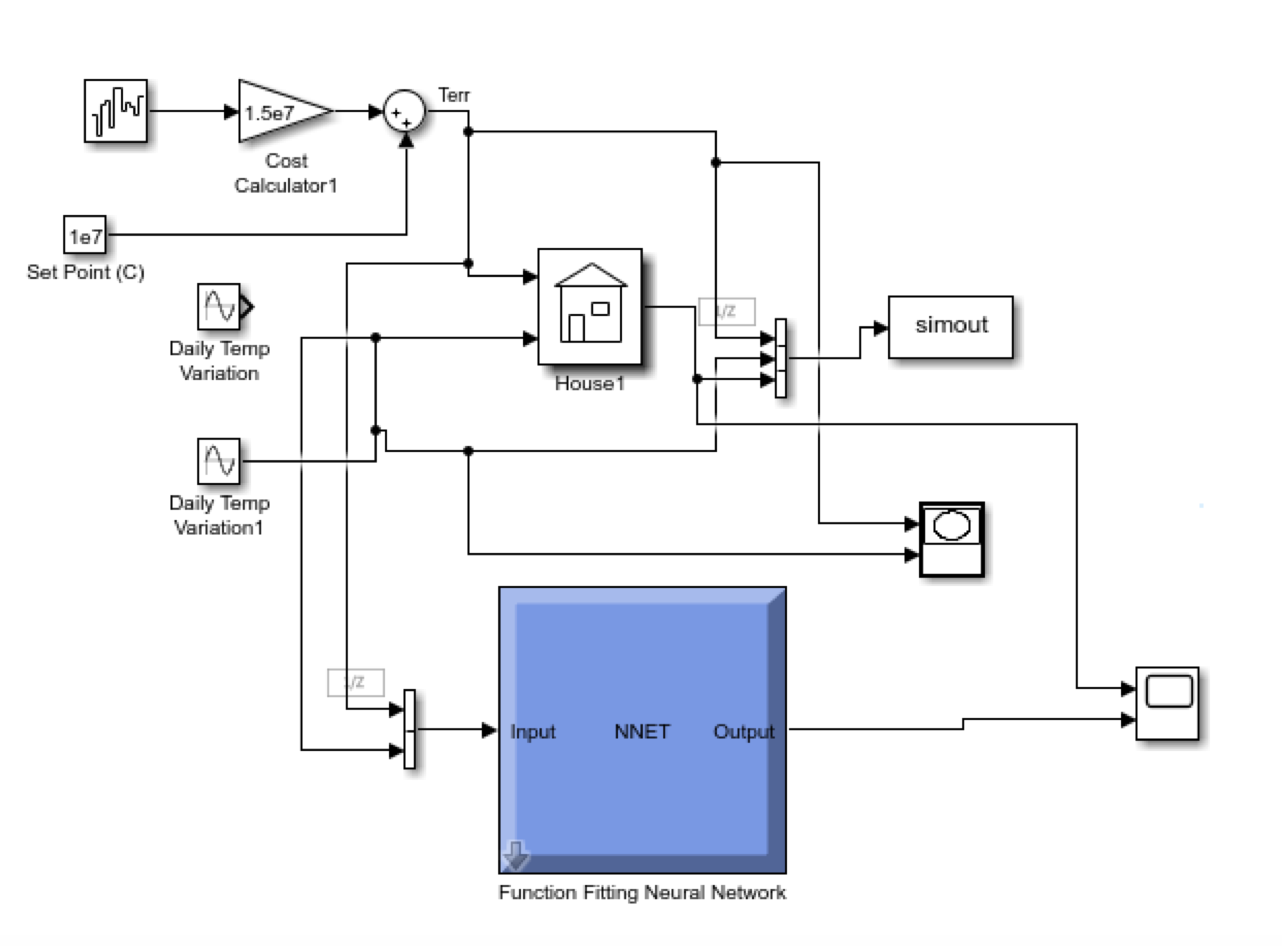 Terr
1.5e7
Cost
Calculator1
1e7
Set Point (C)
Daily Temp
Variation
House1
1/Z
simout
Daily Temp
Variation1
1/Z
Input
NNET
Output
Function Fitting Neural Network